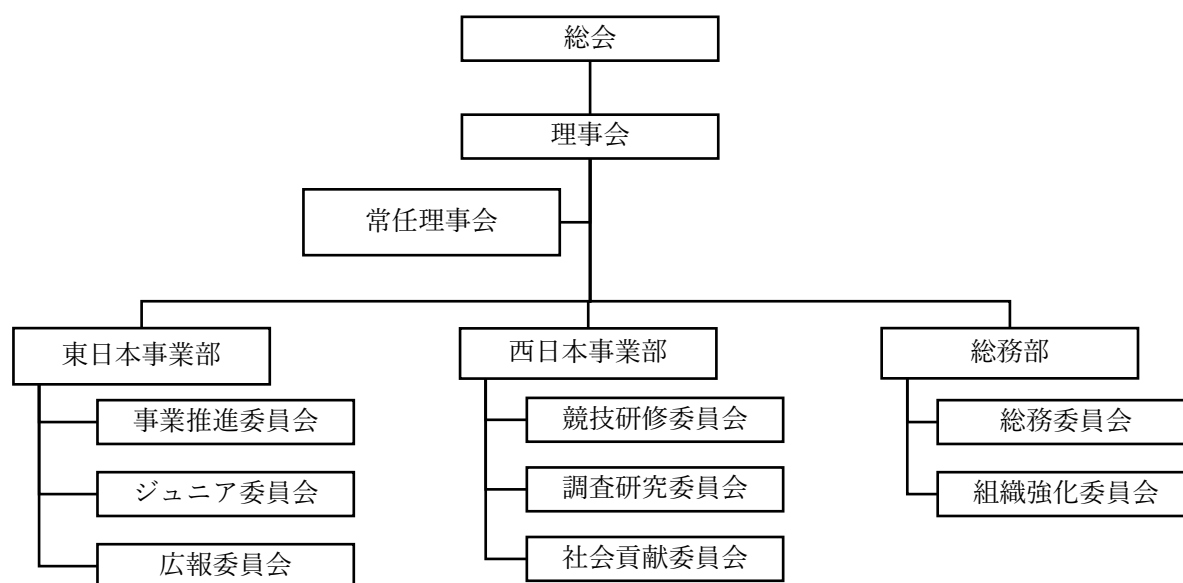 総会
理事会
常任理事会
東日本事業部
西日本事業部
総務部
事業推進委員会
競技研修委員会
総務委員会
ジュニア委員会
調査研究委員会
組織強化委員会
広報委員会
社会貢献委員会